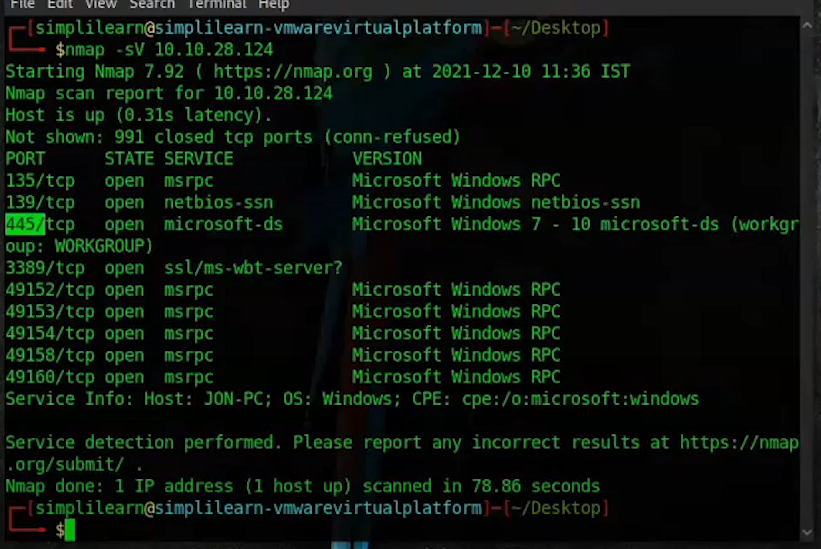 File Edit View Search Terminal Help
┌─[simplilearn@simplilearn-vmwarevirtualplatform]─[~/Desktop]
└──╼ $nmap -sV 10.10.28.124
Starting Nmap 7.92 ( https://nmap.org ) at 2021-12-10 11:36 IST
Nmap scan report for 10.10.28.124
Host is up (0.31s latency).
Not shown: 991 closed tcp ports (conn-refused)
PORT      STATE SERVICE            VERSION
135/tcp   open  msrpc              Microsoft Windows RPC
139/tcp   open  netbios-ssn        Microsoft Windows netbios-ssn
445/tcp   open  microsoft-ds       Microsoft Windows 7 - 10 microsoft-ds (workgr
oup: WORKGROUP)
3389/tcp  open  ssl/ms-wbt-server?
49152/tcp open  msrpc              Microsoft Windows RPC
49153/tcp open  msrpc              Microsoft Windows RPC
49154/tcp open  msrpc              Microsoft Windows RPC
49158/tcp open  msrpc              Microsoft Windows RPC
49160/tcp open  msrpc              Microsoft Windows RPC
Service Info: Host: JON-PC; OS: Windows; CPE: cpe:/o:microsoft:windows
Service detection performed. Please report any incorrect results at https://nmap
.org/submit/ .
Nmap done: 1 IP address (1 host up) scanned in 78.86 seconds
┌─[simplilearn@simplilearn-vmwarevirtualplatform]─[~/Desktop]
└──╼ $